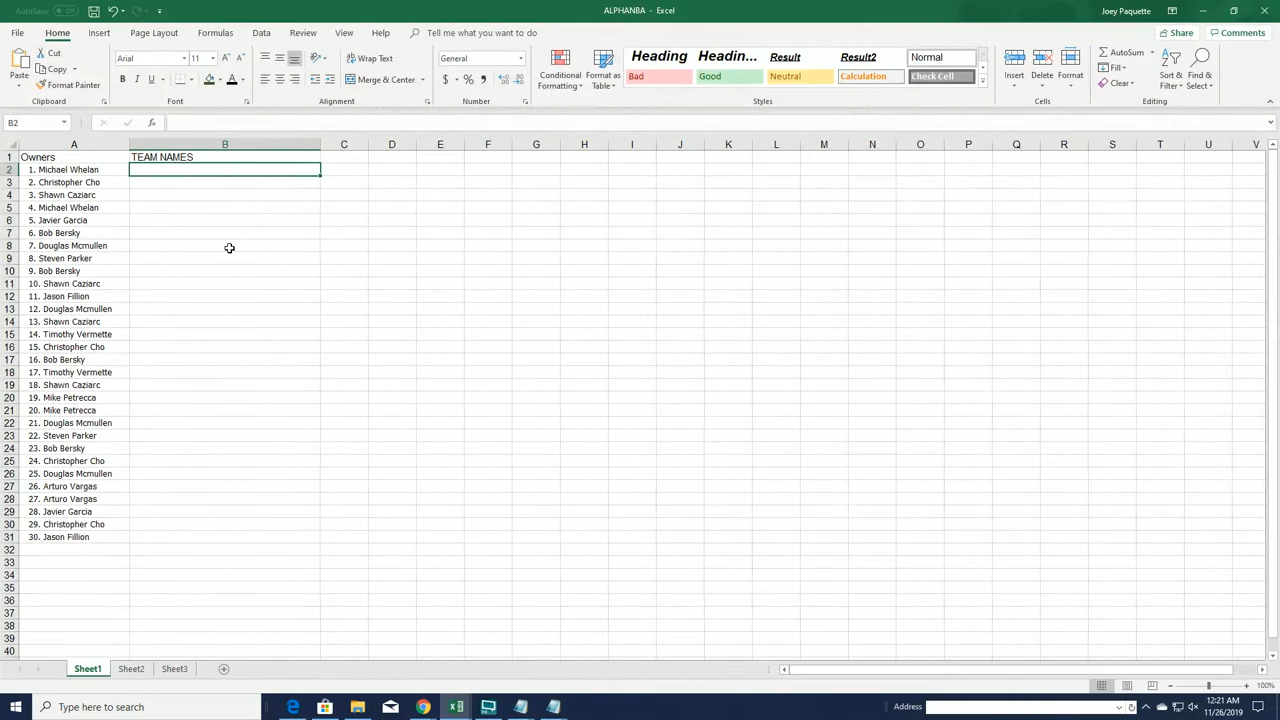 AutoSave Off
ALPHANBA - Excel
Joey Paquette
File Home Insert Page Layout Formulas Data Review View Help Tell me what you want to do
Share Comments
Paste
Cut
Copy
Format Painter
Clipboard
Arial 11
B I U
Font
Wrap Text
Merge & Center
Alignment
General
$ % ,
Number
Conditional Formatting
Format as Table
Heading Headin... Result Result2 Normal
Bad Good Neutral Calculation Check Cell
Styles
Insert Delete Format
Cells
AutoSum
Fill
Clear
Sort & Filter
Find & Select
Editing
B2 fx
A B C D E F G H I J K L M N O P Q R S T U V
1 Owners TEAM NAMES
2 1. Michael Whelan
3 2. Christopher Cho
4 3. Shawn Caziarc
5 4. Michael Whelan
6 5. Javier Garcia
7 6. Bob Bersky
8 7. Douglas Mcmullen
9 8. Steven Parker
10 9. Bob Bersky
11 10. Shawn Caziarc
12 11. Jason Fillion
13 12. Douglas Mcmullen
14 13. Shawn Caziarc
15 14. Timothy Vermette
16 15. Christopher Cho
17 16. Bob Bersky
18 17. Timothy Vermette
19 18. Shawn Caziarc
20 19. Mike Petrecca
21 20. Mike Petrecca
22 21. Douglas Mcmullen
23 22. Steven Parker
24 23. Bob Bersky
25 24. Christopher Cho
26 25. Douglas Mcmullen
27 26. Arturo Vargas
28 27. Arturo Vargas
29 28. Javier Garcia
30 29. Christopher Cho
31 30. Jason Fillion
32
33
34
35
36
37
38
39
40
Sheet1 Sheet2 Sheet3
100%
Type here to search
Address
12:21 AM
11/26/2019